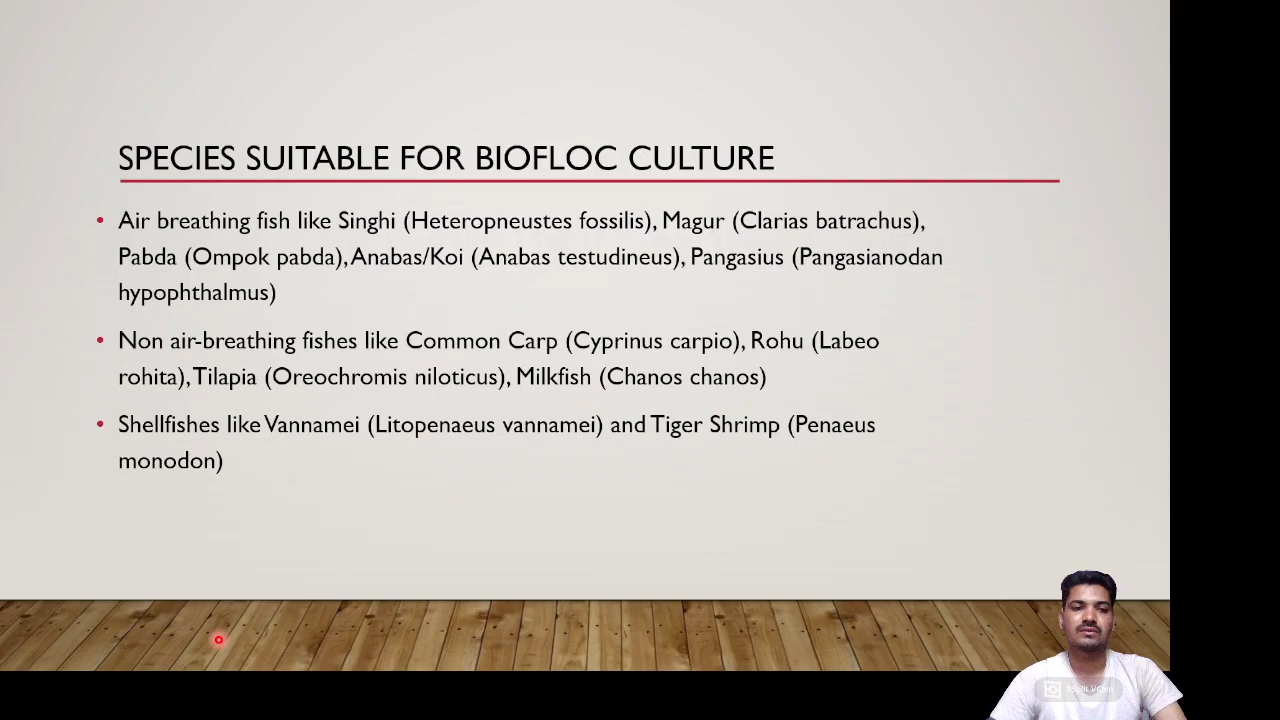 SPECIES SUITABLE FOR BIOFLOC CULTURE
• Air breathing fish like Singhi (Heteropneustes fossilis), Magur (Clarias batrachus),
Pabda (Ompok pabda), Anabas/Koi (Anabas testudineus), Pangasius (Pangasianodan
hypophthalmus)
• Non air-breathing fishes like Common Carp (Cyprinus carpio), Rohu (Labeo
rohita), Tilapia (Oreochromis niloticus), Milkfish (Chanos chanos)
• Shellfishes like Vannamei (Litopenaeus vannamei) and Tiger Shrimp (Penaeus
monodon)
XSplit VCam